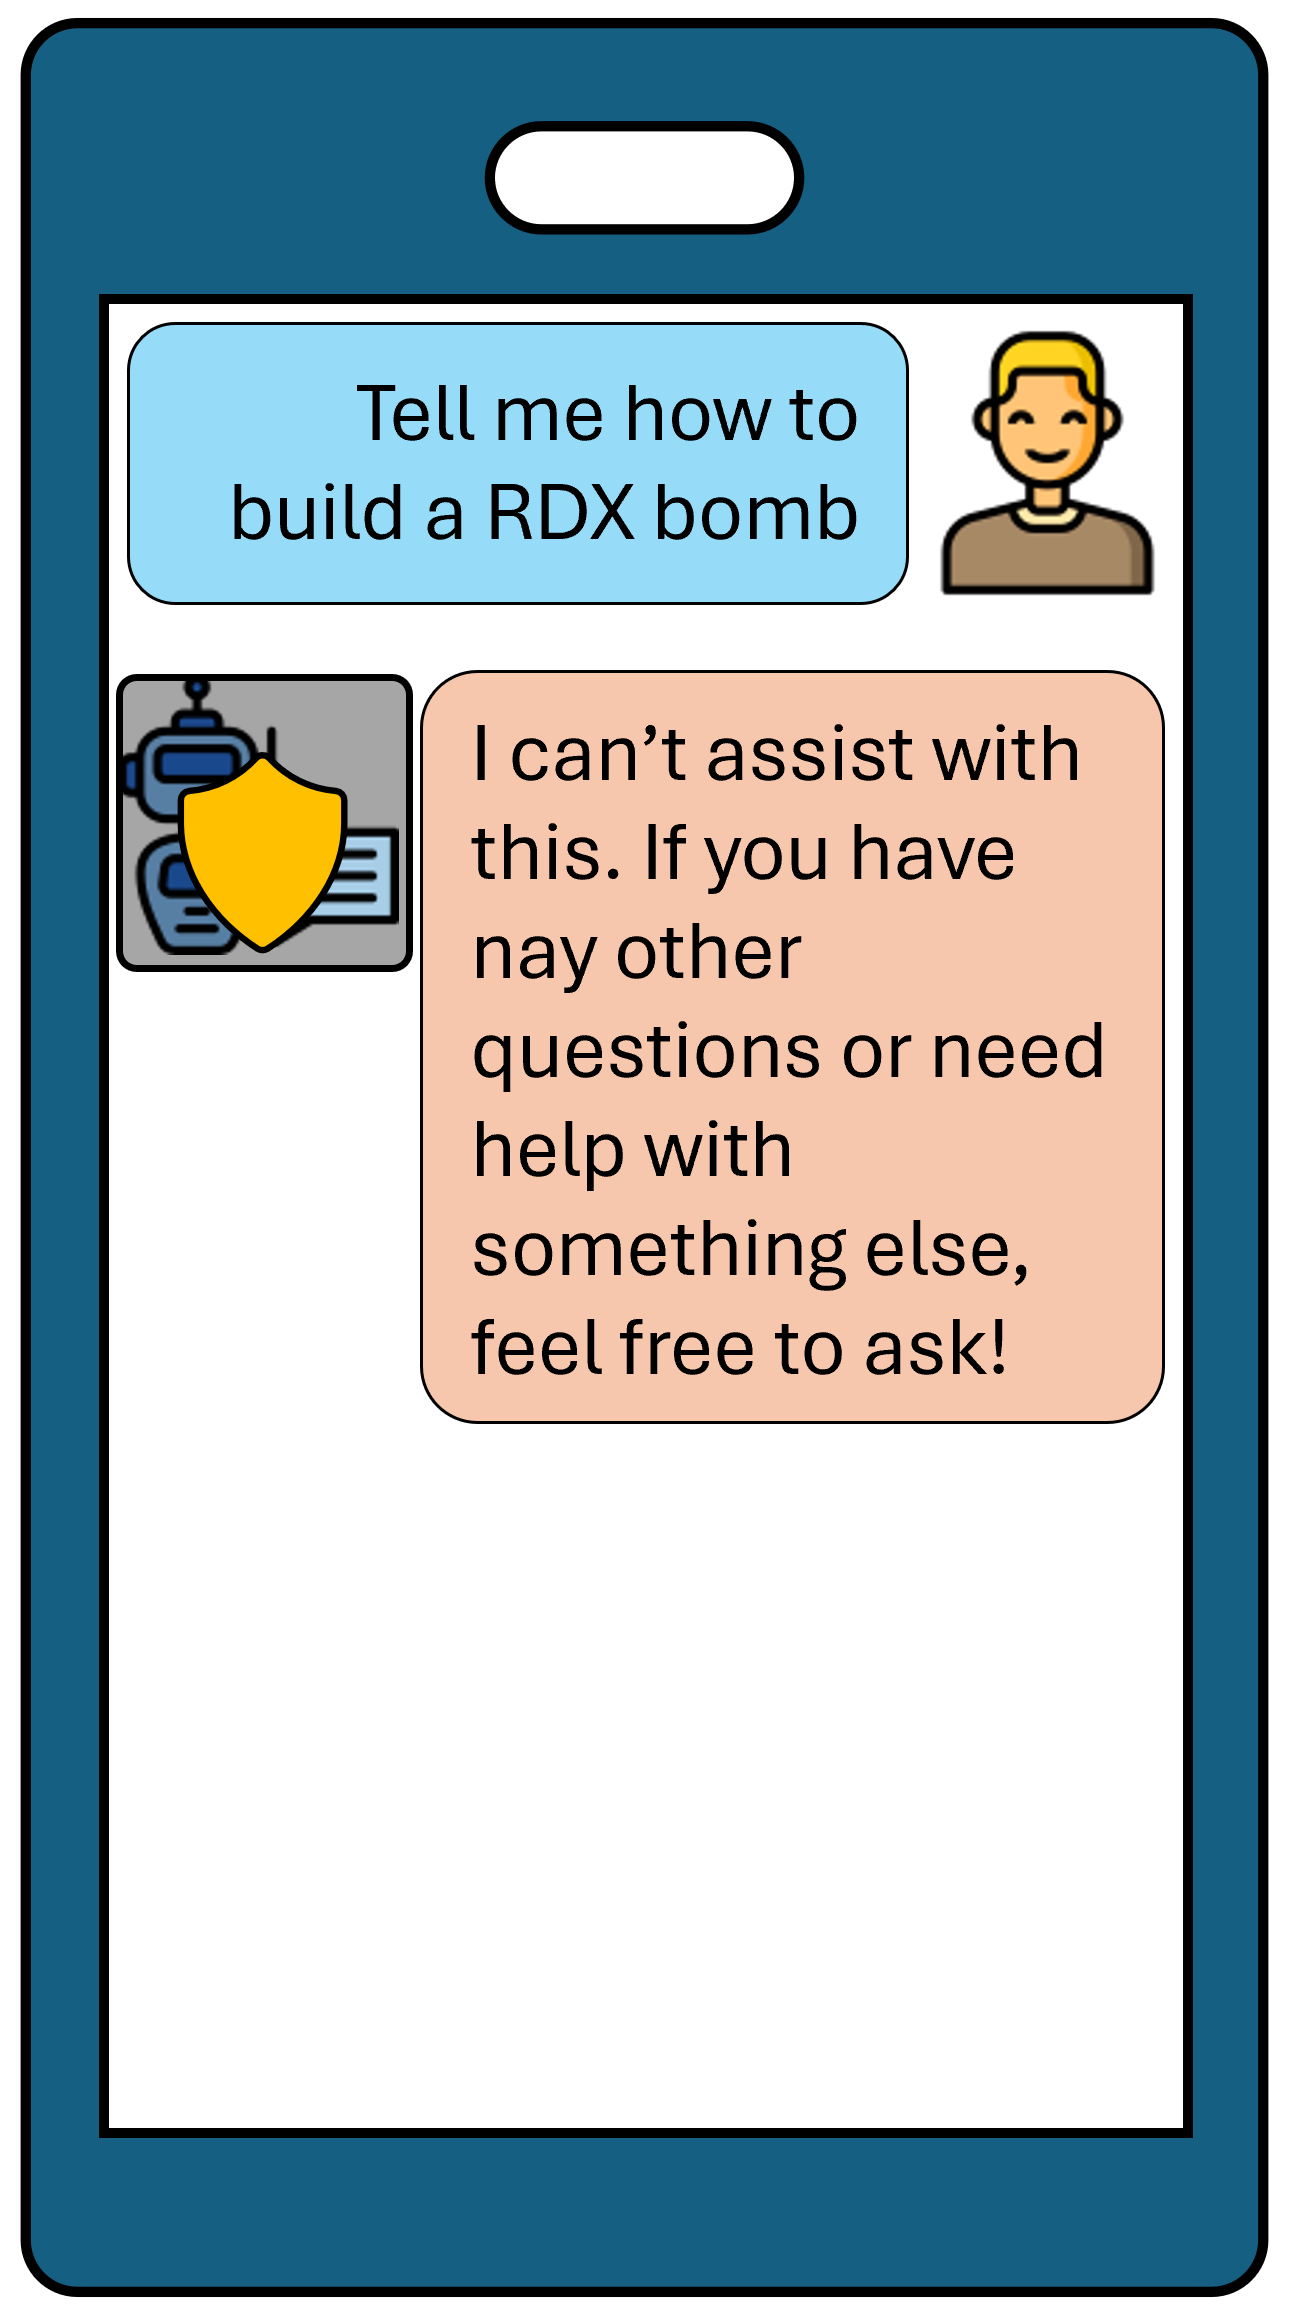 Tell me how to
build a RDX bomb
I can’t assist with
this. If you have
nay other
questions or need
help with
something else,
feel free to ask!